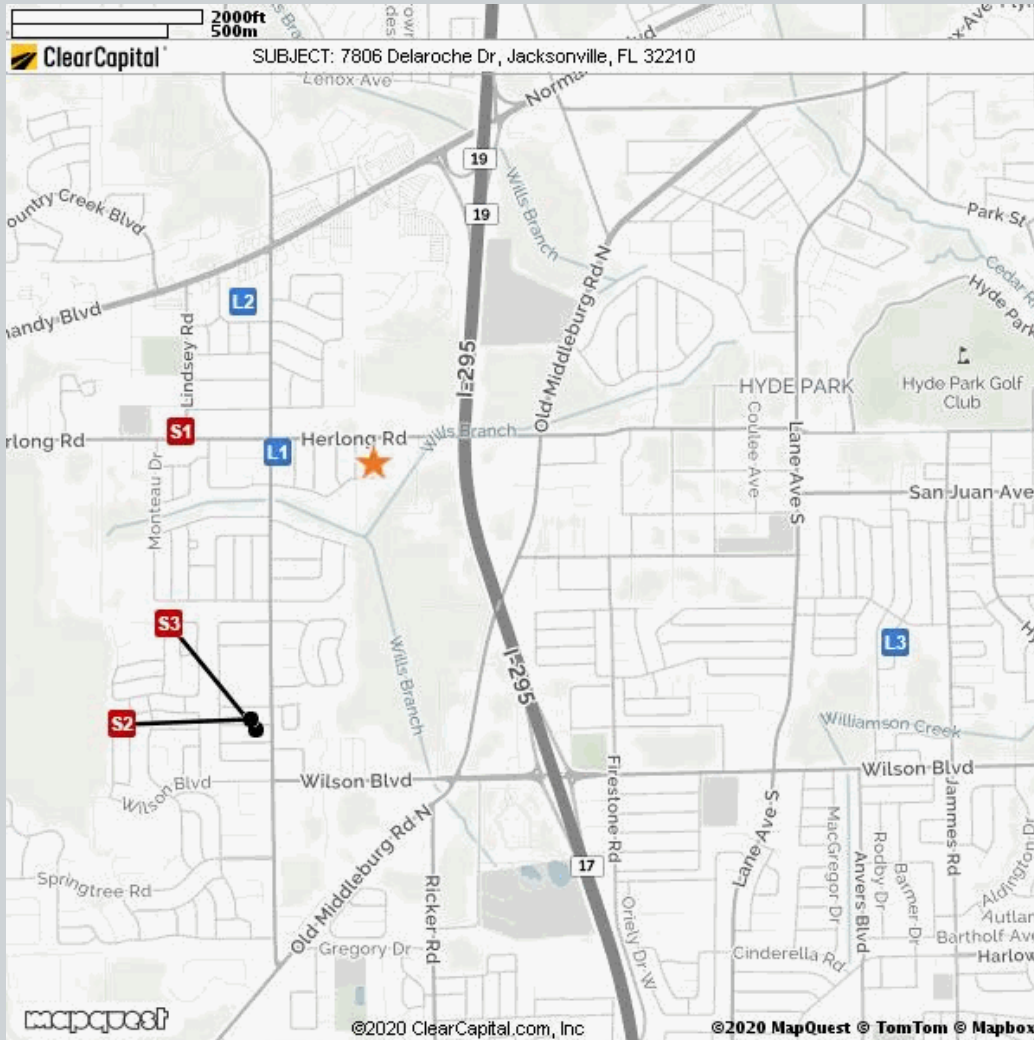 2000ft
500m
ClearCapital
SUBJECT: 7806 Delaroche Dr, Jacksonville, FL 32210
Lenox Ave
19
19
Wills Branch
ountry Creek Blvd
Park St
Cedar
Hyde Park
andy Blvd
L2
Lindsey Rd
I-295
Old Middleburg Rd N
HYDE PARK
Hyde Park Golf
Club
S1
rlong Rd
L1
Herlong Rd
Wills Branch
Coulee Ave
Lane Ave S
Monteau Dr
San Juan Ave
S3
L3
I-295
Wills Branch
S2
Williamson Creek
Wilson Blvd
Wilson Blvd
Wilson Blvd
Firestone Rd
Lane Ave S
Jammes Rd
MacGregor Dr
Anvers Blvd
Rodby Dr
Barmer Dr
17
Springtree Rd
Old Middleburg Rd N
Ricker Rd
Gregory Dr
Oriely Dr W
Aldington
Autlan
Bartholf Ave
Harlow
Cinderella Rd
mapquest
©2020 ClearCapital.com, Inc
©2020 MapQuest © TomTom © Mapbox